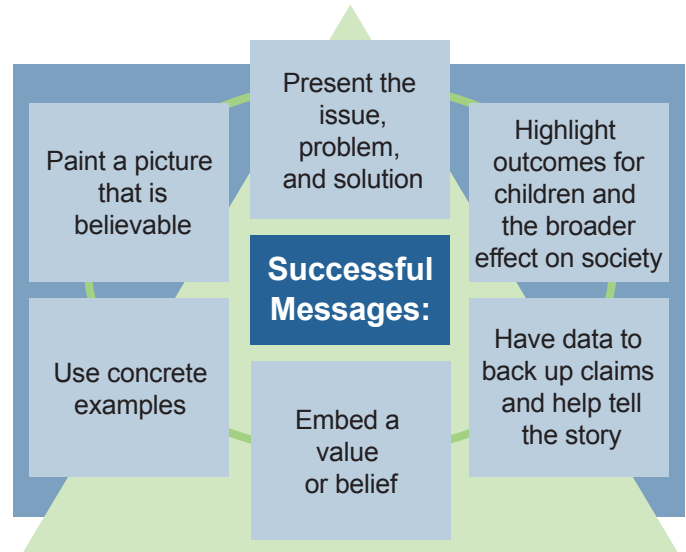 Present the
issue,
problem,
and solution
Highlight
outcomes for
children and
the broader
effect on society
Have data to
back up claims
and help tell
the story
Embed a
value
or belief
Use concrete
examples
Paint a picture
that is
believable
Successful
Messages: